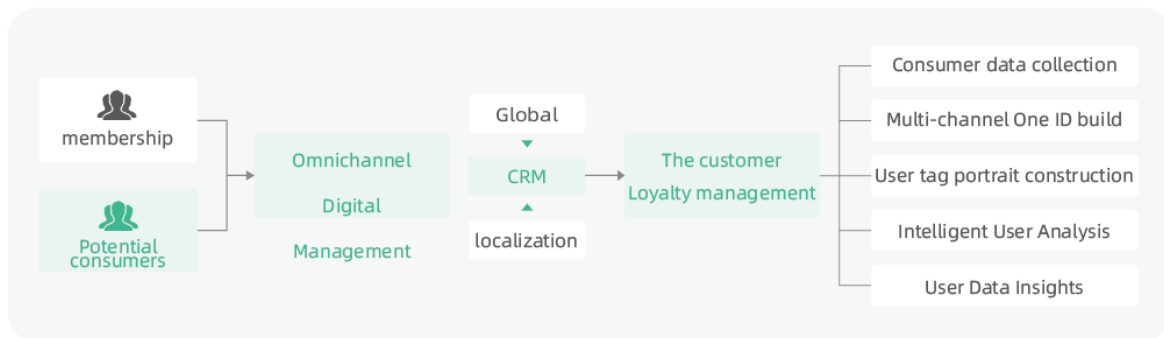 membership
Potential
consumers
Omnichannel
Digital
Management
Global
CRM
localization
The customer
Loyalty management
Consumer data collection
Multi-channel One ID build
User tag portrait construction
Intelligent User Analysis
User Data Insights